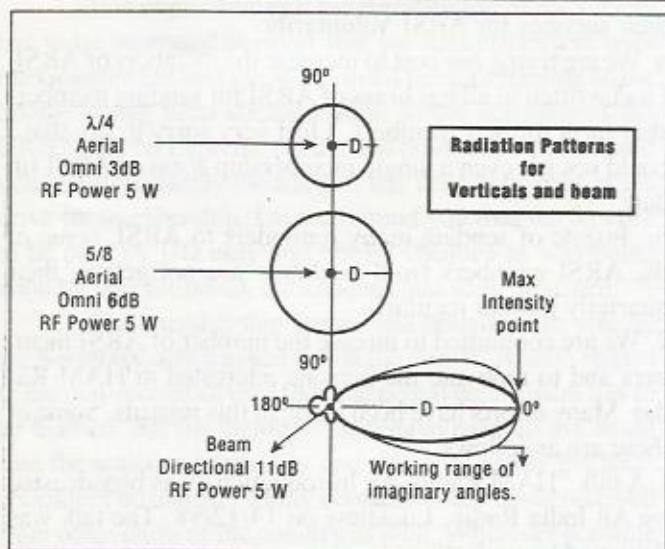 90º
λ/4
Aerial
Omni 3dB
RF Power 5 W
D
Radiation Patterns
for
Verticals and beam
5/8
Aerial
Omni 6dB
RF Power 5 W
D
Max
Intensity
point
90º
180º
D
0º
Beam
Directional 11dB
RF Power 5 W
Working range of
Imaginary angles.